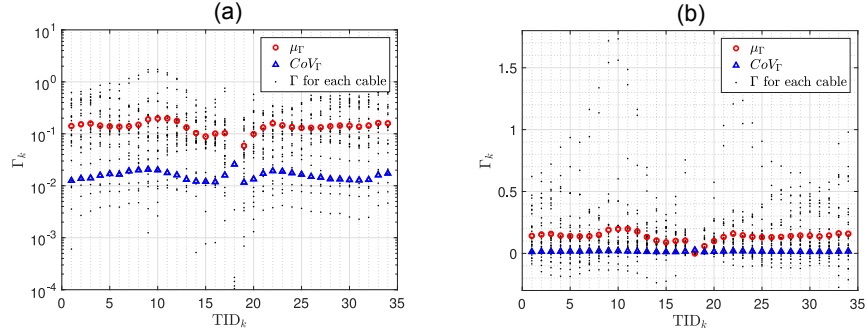 (a)
(b)
10^1
10^0
10^-1
10^-2
10^-3
10^-4
Γ_k
0 5 10 15 20 25 30 35
TID_k
μ_Γ
CoV_Γ
Γ for each cable
1.5
1
0.5
0
Γ_k
0 5 10 15 20 25 30 35
TID_k
μ_Γ
CoV_Γ
Γ for each cable